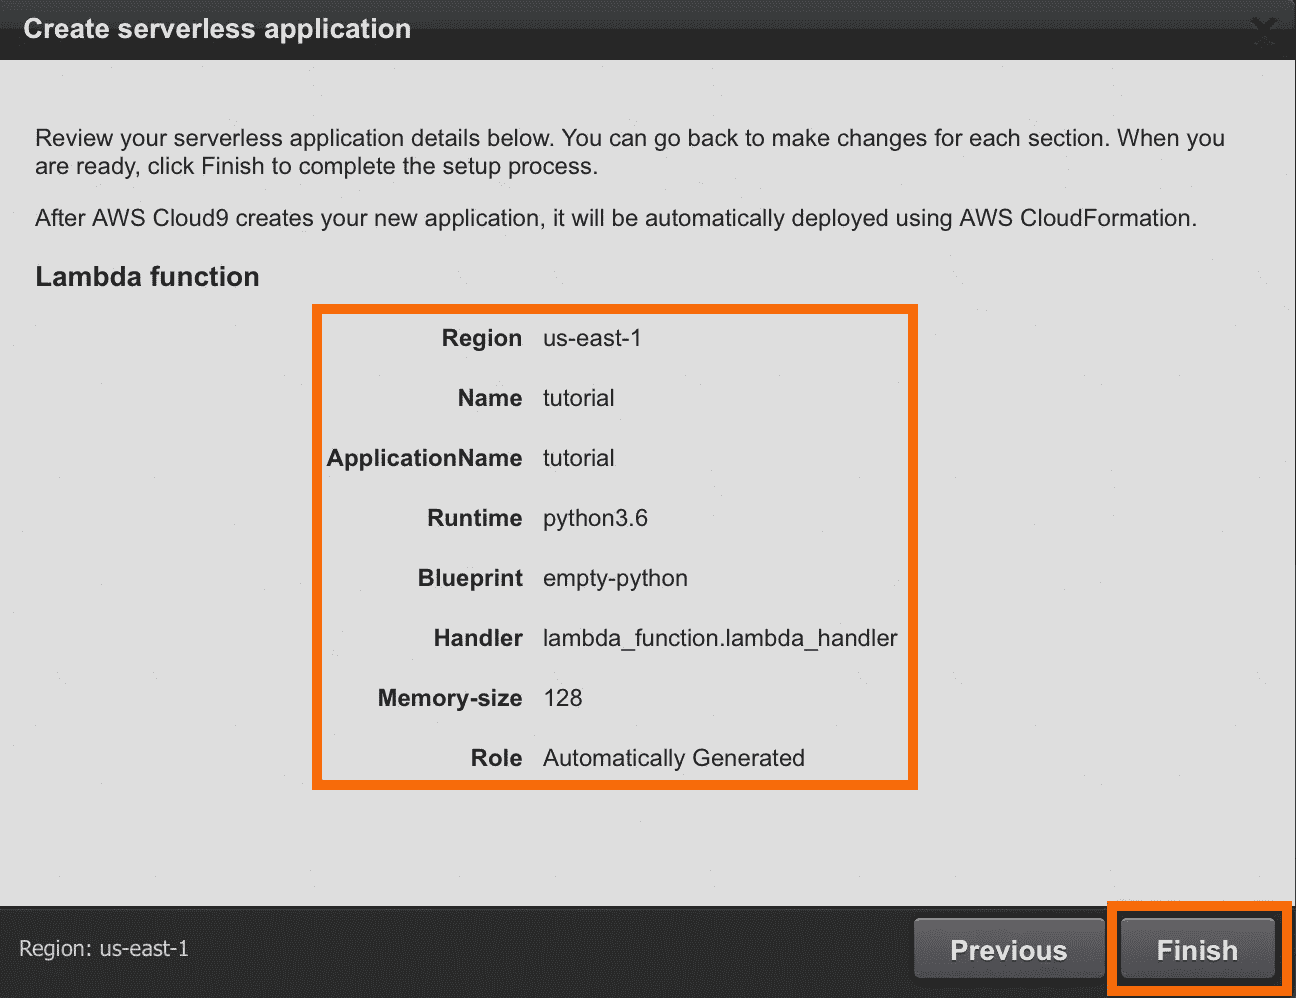 Create serverless application
Review your serverless application details below. You can go back to make changes for each section. When you
are ready, click Finish to complete the setup process.
After AWS Cloud9 creates your new application, it will be automatically deployed using AWS CloudFormation.
Lambda function
Region us-east-1
Name tutorial
ApplicationName tutorial
Runtime python3.6
Blueprint empty-python
Handler lambda_function.lambda_handler
Memory-size 128
Role Automatically Generated
Region: us-east-1
Previous
Finish